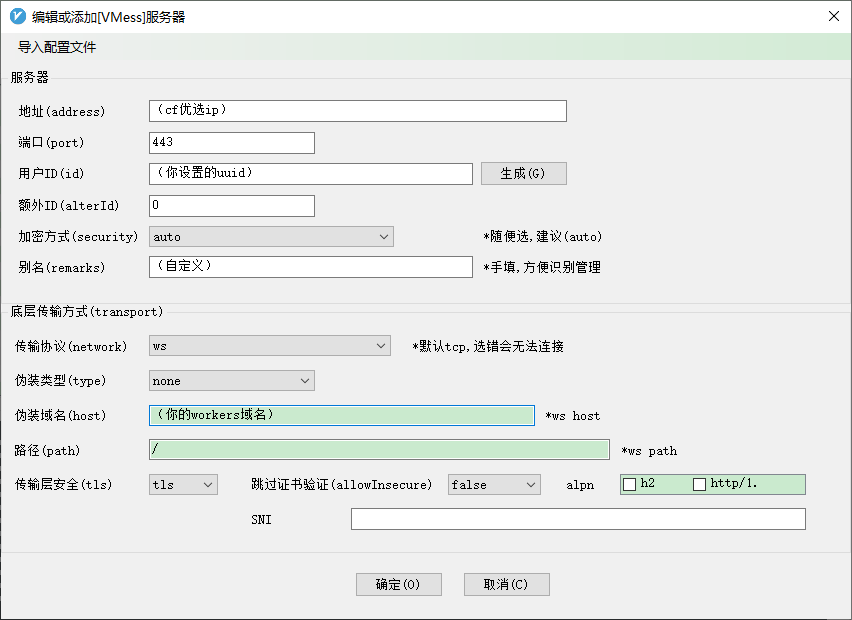 编辑或添加[VMess]服务器
导入配置文件
服务器
地址(address) （cf优选ip）
端口(port) 443
用户ID(id) （你设置的uuid） 生成(G)
额外ID(alterId) 0
加密方式(security) auto *随便选,建议(auto)
别名(remarks) （自定义） *手填,方便识别管理
底层传输方式(transport)
传输协议(network) ws *默认tcp,选错会无法连接
伪装类型(type) none
伪装域名(host) （你的workers域名） *ws host
路径(path) / *ws path
传输层安全(tls) tls 跳过证书验证(allowInsecure) false alpn h2 http/1.
SNI
确定(O) 取消(C)